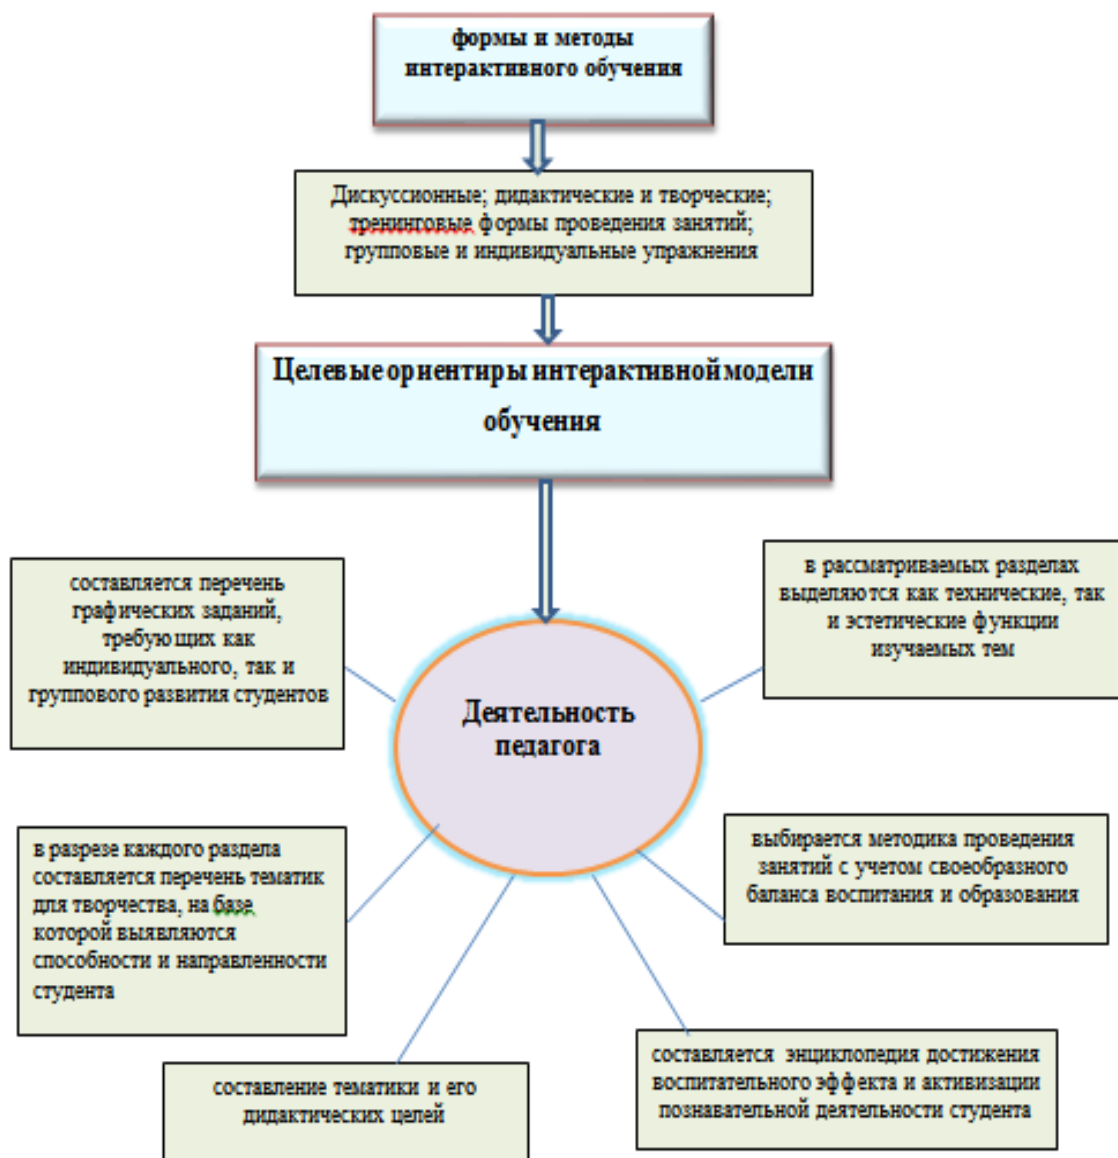 формы и методы
интерактивного обучения
Дискуссионные; дидактические и творческие;
тренинговые формы проведения занятий;
групповые и индивидуальные упражнения
Целевые ориентиры интерактивной модели
обучения
составляется перечень
графических заданий,
требующих как
индивидуального, так и
группового развития студентов
в рассматриваемых разделах
выделяются как технические, так
и эстетические функции
изучаемых тем
Деятельность
педагога
в разрезе каждого раздела
составляется перечень тематик
для творчества, на базе
которой выявляются
способности и направленности
студента
выбирается методика проведения
занятий с учетом своеобразного
баланса воспитания и образования
составление тематики и его
дидактических целей
составляется энциклопедия достижения
воспитательного эффекта и активизации
познавательной деятельности студента